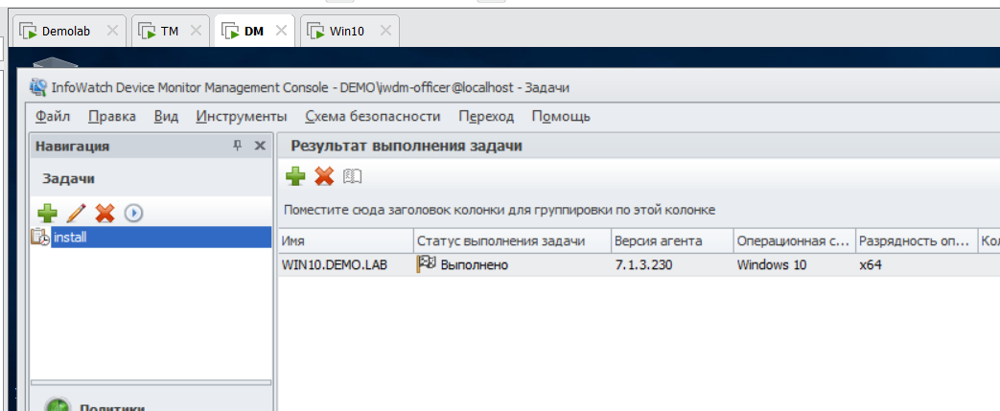 Demolab TM DM Win10
InfoWatch Device Monitor Management Console - DEMO\iwdm-officer@localhost - Задачи
Файл Правка Вид Инструменты Схема безопасности Переход Помощь
Навигация
Результат выполнения задачи
Задачи
Поместите сюда заголовок колонки для группировки по этой колонке
install
Имя Статус выполнения задачи Версия агента Операционная с... Разрядность оп... Кол
WIN10.DEMO.LAB Выполнено 7.1.3.230 Windows 10 x64
Политики